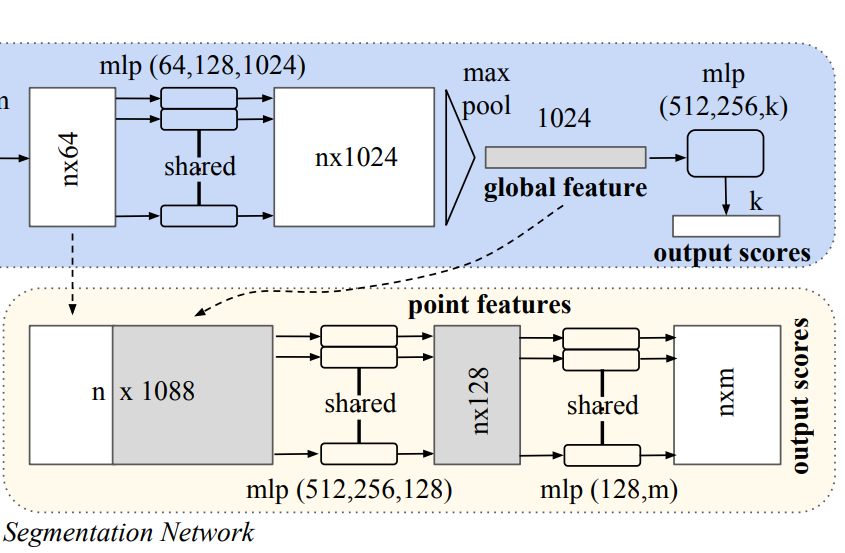 mlp (64,128,1024)
max
pool
mlp
(512,256,k)
1024
nx64
shared
nx1024
global feature
k
output scores
point features
n x 1088
shared
nx128
shared
nxm
output scores
mlp (512,256,128)
mlp (128,m)
Segmentation Network